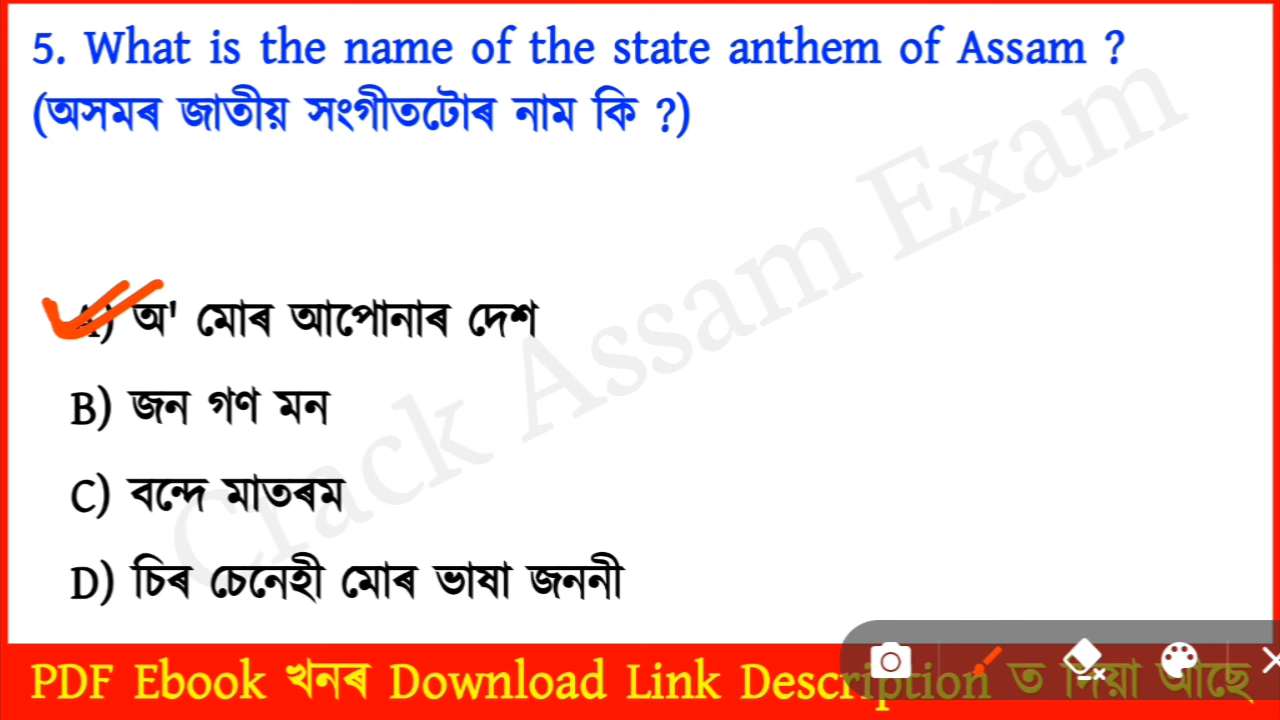 5. What is the name of the state anthem of Assam ?
(অসমৰ জাতীয় সংগীতটোৰ নাম কি ?)
A) অ' মোৰ আপোনাৰ দেশ
B) জন গণ মন
C) বন্দে মাতৰম
D) চিৰ চেনেহী মোৰ ভাষা জননী
Crack Assam Exam
PDF Ebook খনৰ Download Link Description ত দিয়া আছে